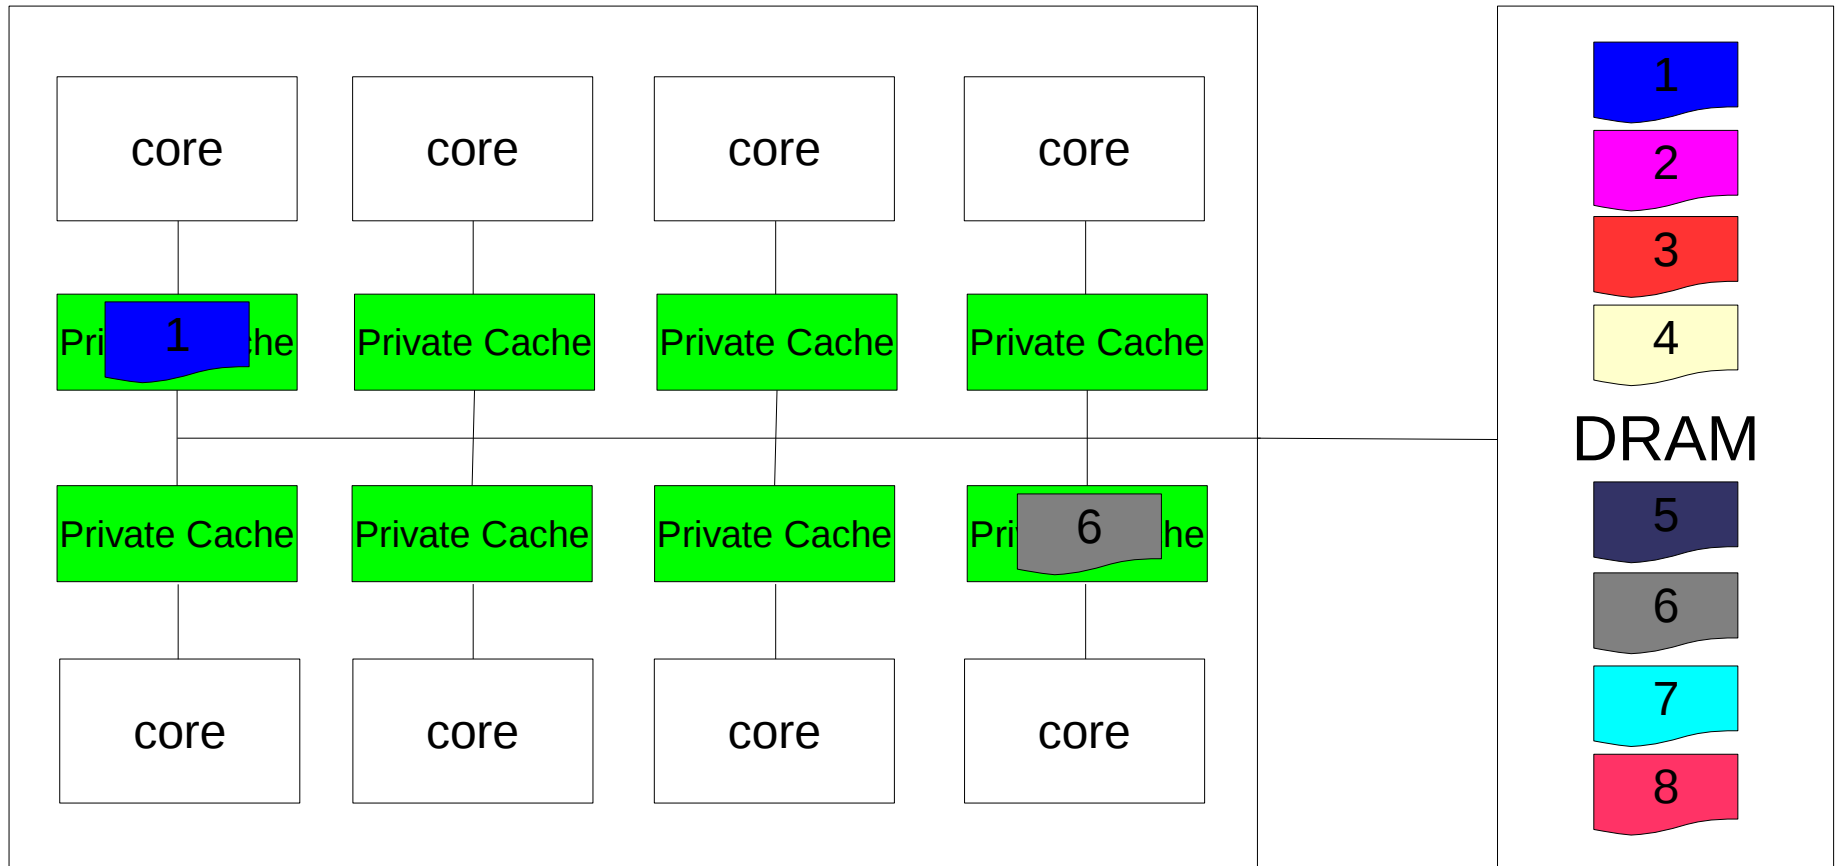 core
core
core
core
Pri 1 he
Private Cache
Private Cache
Private Cache
Private Cache
Private Cache
Private Cache
Pri 6 he
core
core
core
core
1
2
3
4
DRAM
5
6
7
8